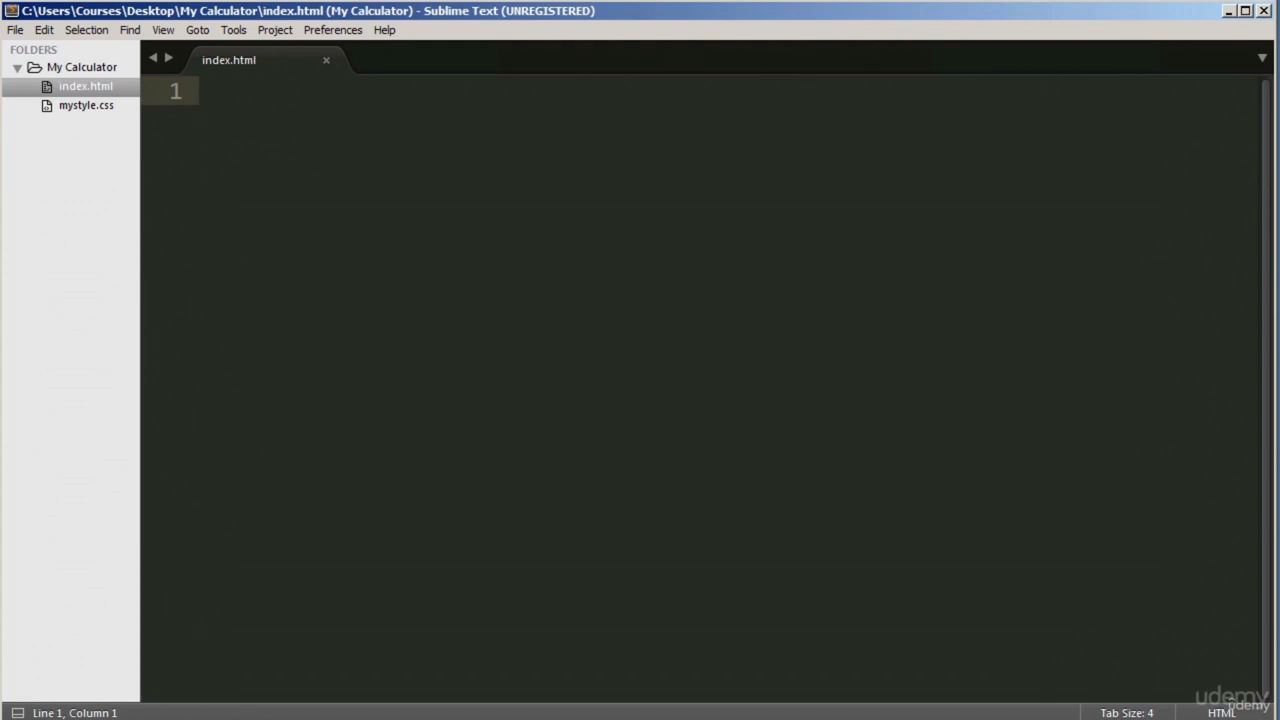 C:\Users\Courses\Desktop\My Calculator\index.html (My Calculator) - Sublime Text (UNREGISTERED)
File Edit Selection Find View Goto Tools Project Preferences Help
FOLDERS
My Calculator
index.html
mystyle.css
index.html
1
Line 1, Column 1
Tab Size: 4
HTML
udemy
udemy